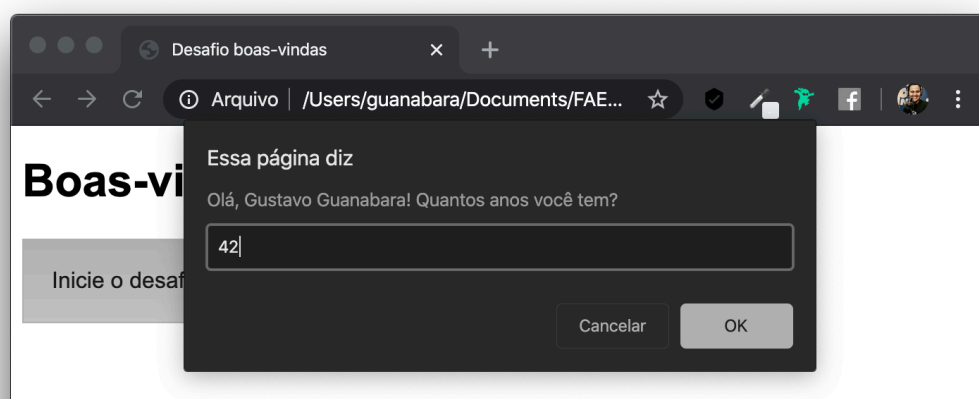 Desafio boas-vindas
Arquivo /Users/guanabara/Documents/FAE...
Essa página diz
Olá, Gustavo Guanabara! Quantos anos você tem?
42
Cancelar OK
Boas-vi
Inicie o desaf